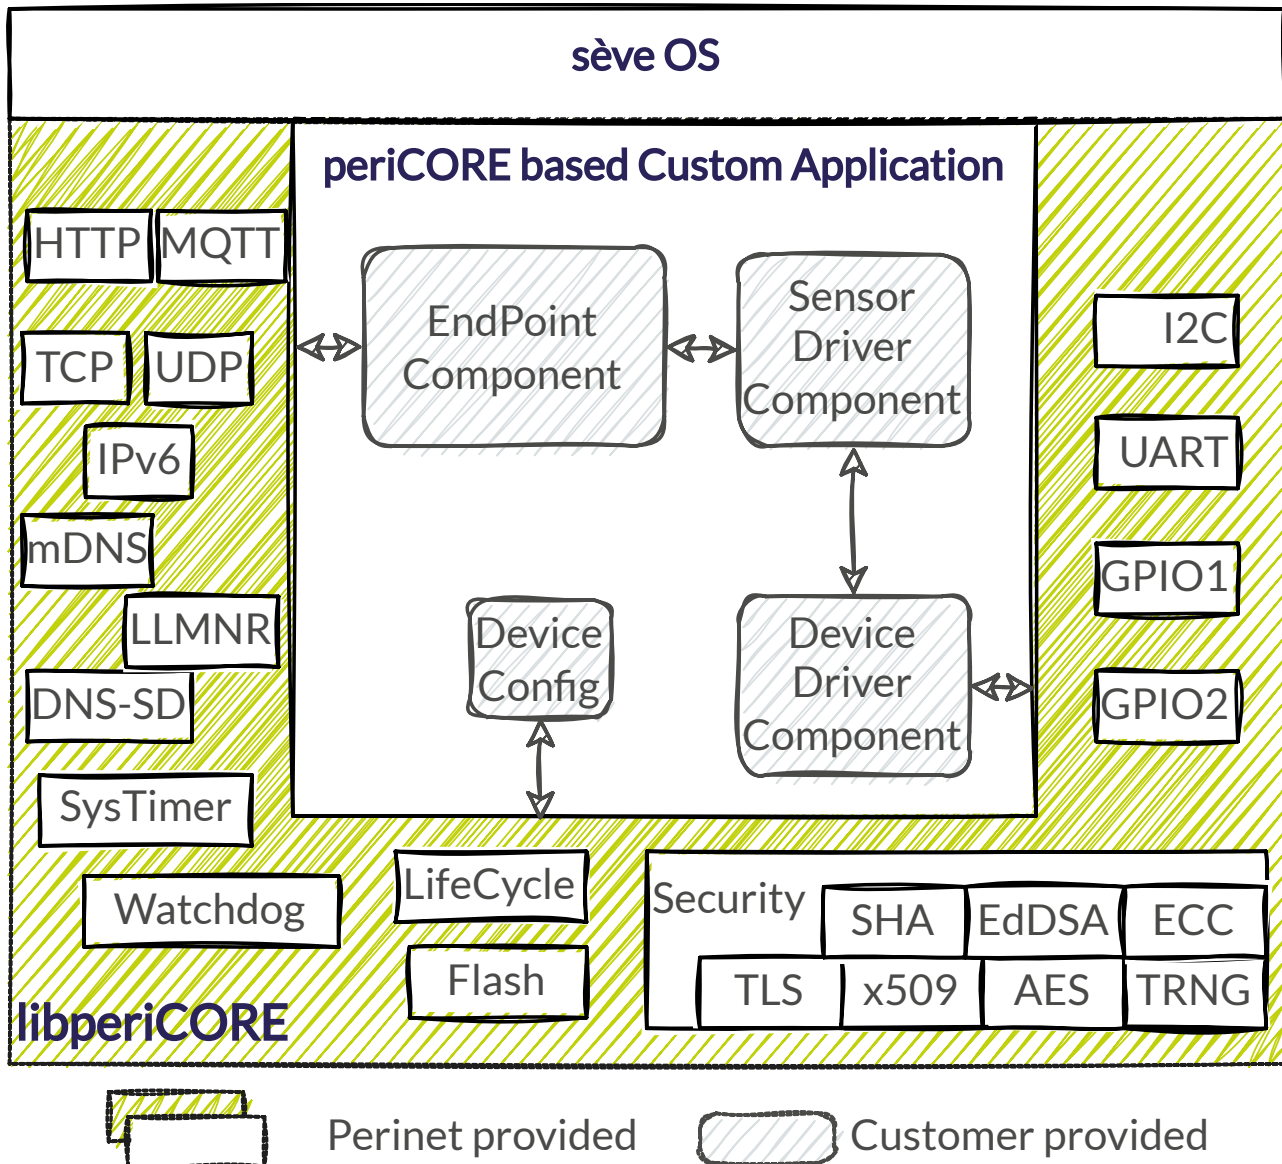 sève OS
periCORE based Custom Application
HTTP
MQTT
TCP
UDP
IPv6
mDNS
LLMNR
DNS-SD
SysTimer
Watchdog
libperiCORE
EndPoint
Component
Sensor
Driver
Component
Device
Config
Device
Driver
Component
I2C
UART
GPIO1
GPIO2
LifeCycle
Flash
Security
SHA
EdDSA
ECC
TLS
x509
AES
TRNG
Perinet provided
Customer provided